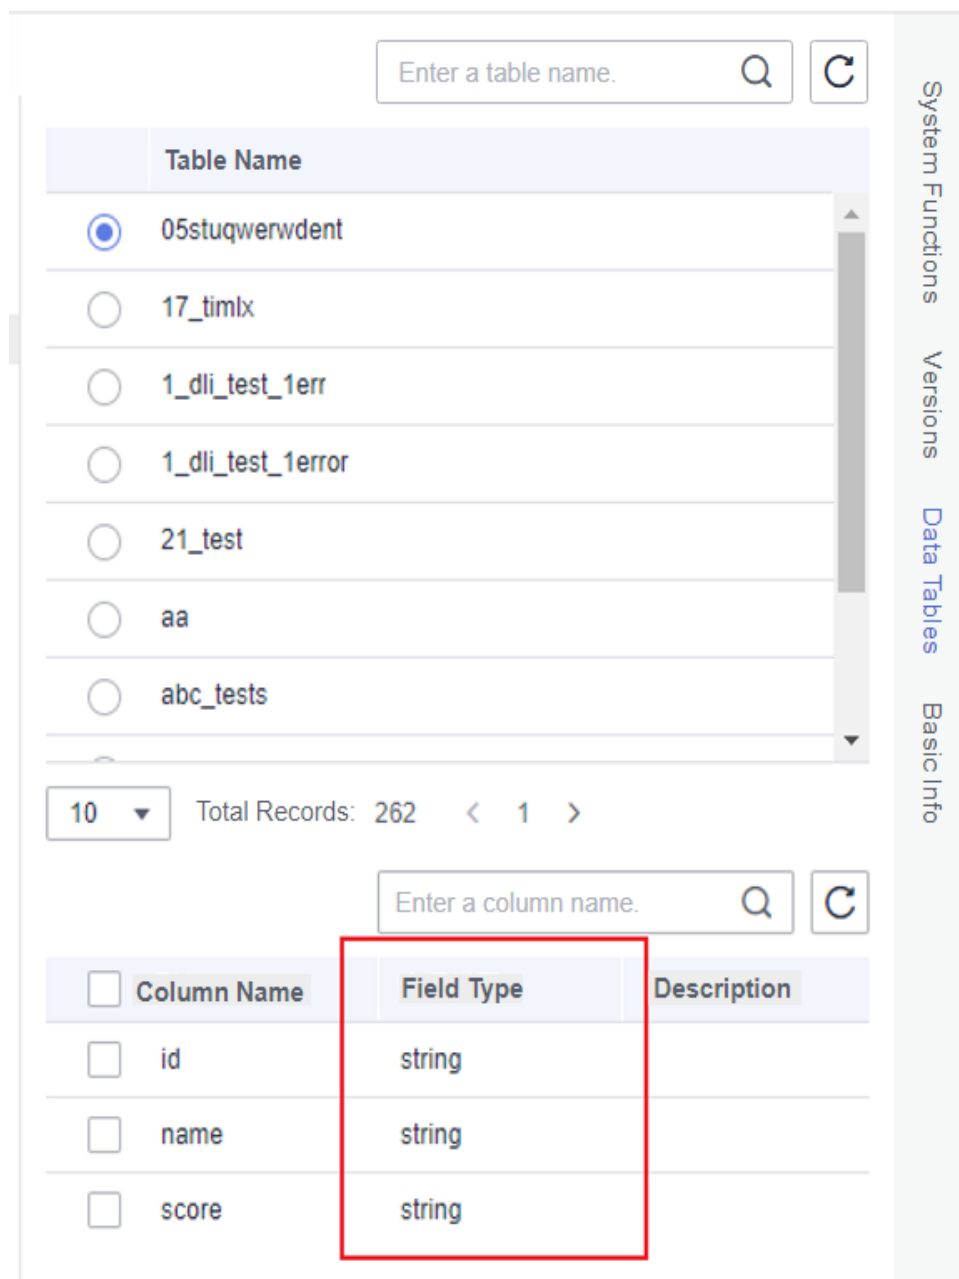 Enter a table name.
Table Name
05stuqwerwdent
17_timlx
1_dli_test_1err
1_dli_test_1error
21_test
aa
abc_tests
10 Total Records: 262 < 1 >
Enter a column name.
Column Name Field Type Description
id string
name string
score string
System Functions
Versions
Data Tables
Basic Info